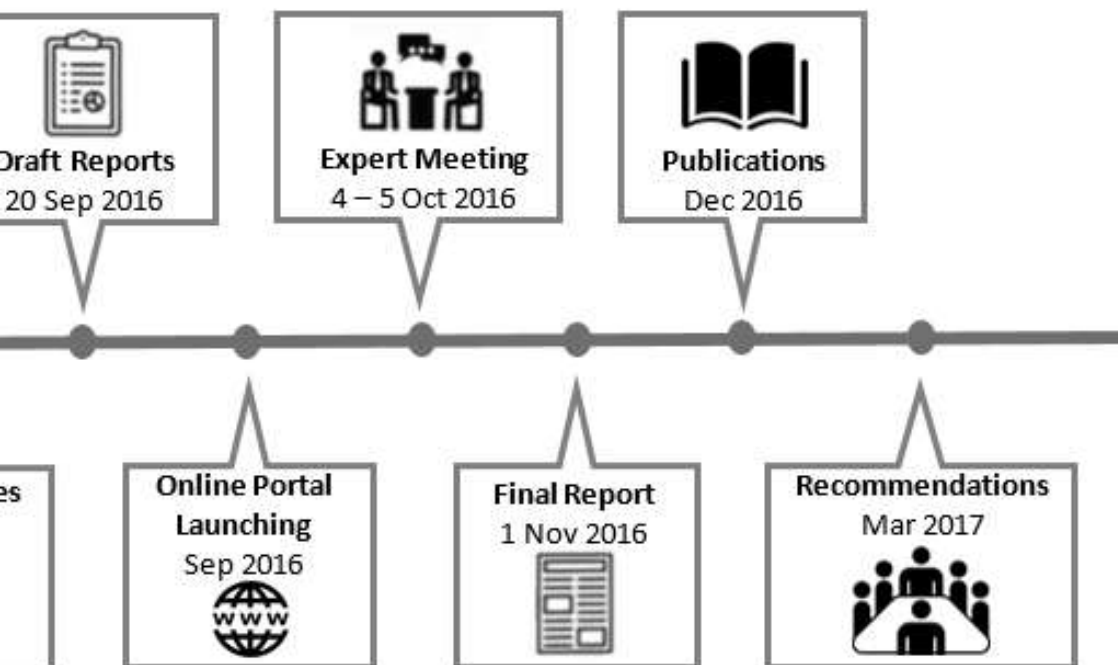 Draft Reports
20 Sep 2016
Expert Meeting
4 – 5 Oct 2016
Publications
Dec 2016
Online Portal
Launching
Sep 2016
www
Final Report
1 Nov 2016
Recommendations
Mar 2017